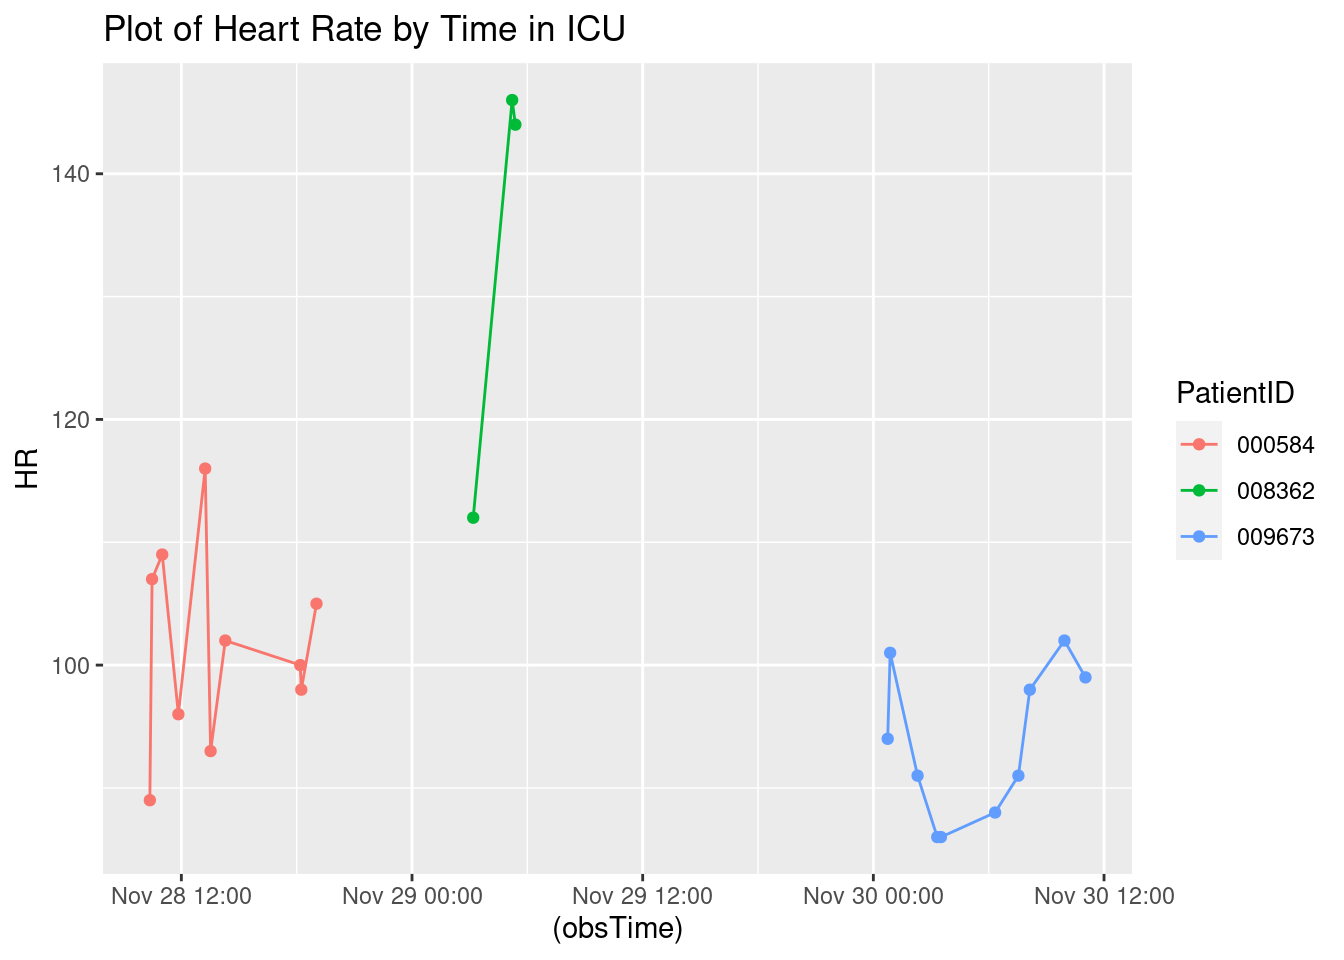 Plot of Heart Rate by Time in ICU
140
120
100
HR
Nov 28 12:00
Nov 29 00:00
Nov 29 12:00
Nov 30 00:00
Nov 30 12:00
(obsTime)
PatientID
000584
008362
009673